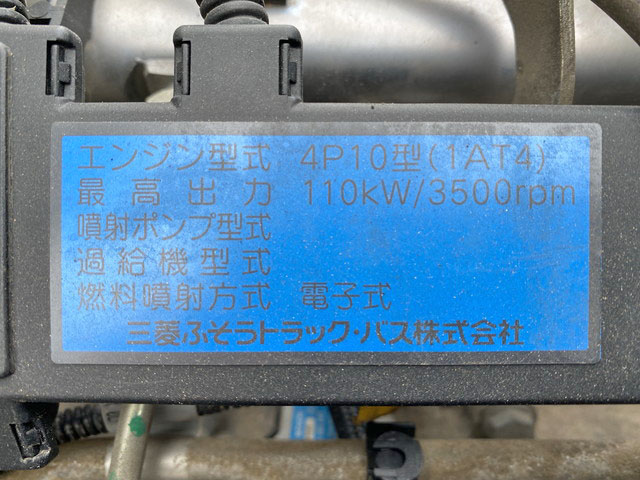 エンジン型式 4P10型(1AT4)
最高出力 110kW/3500rpm
噴射ポンプ型式
過給機型式
燃料噴射方式 電子式
三菱ふそうトラック・バス株式会社